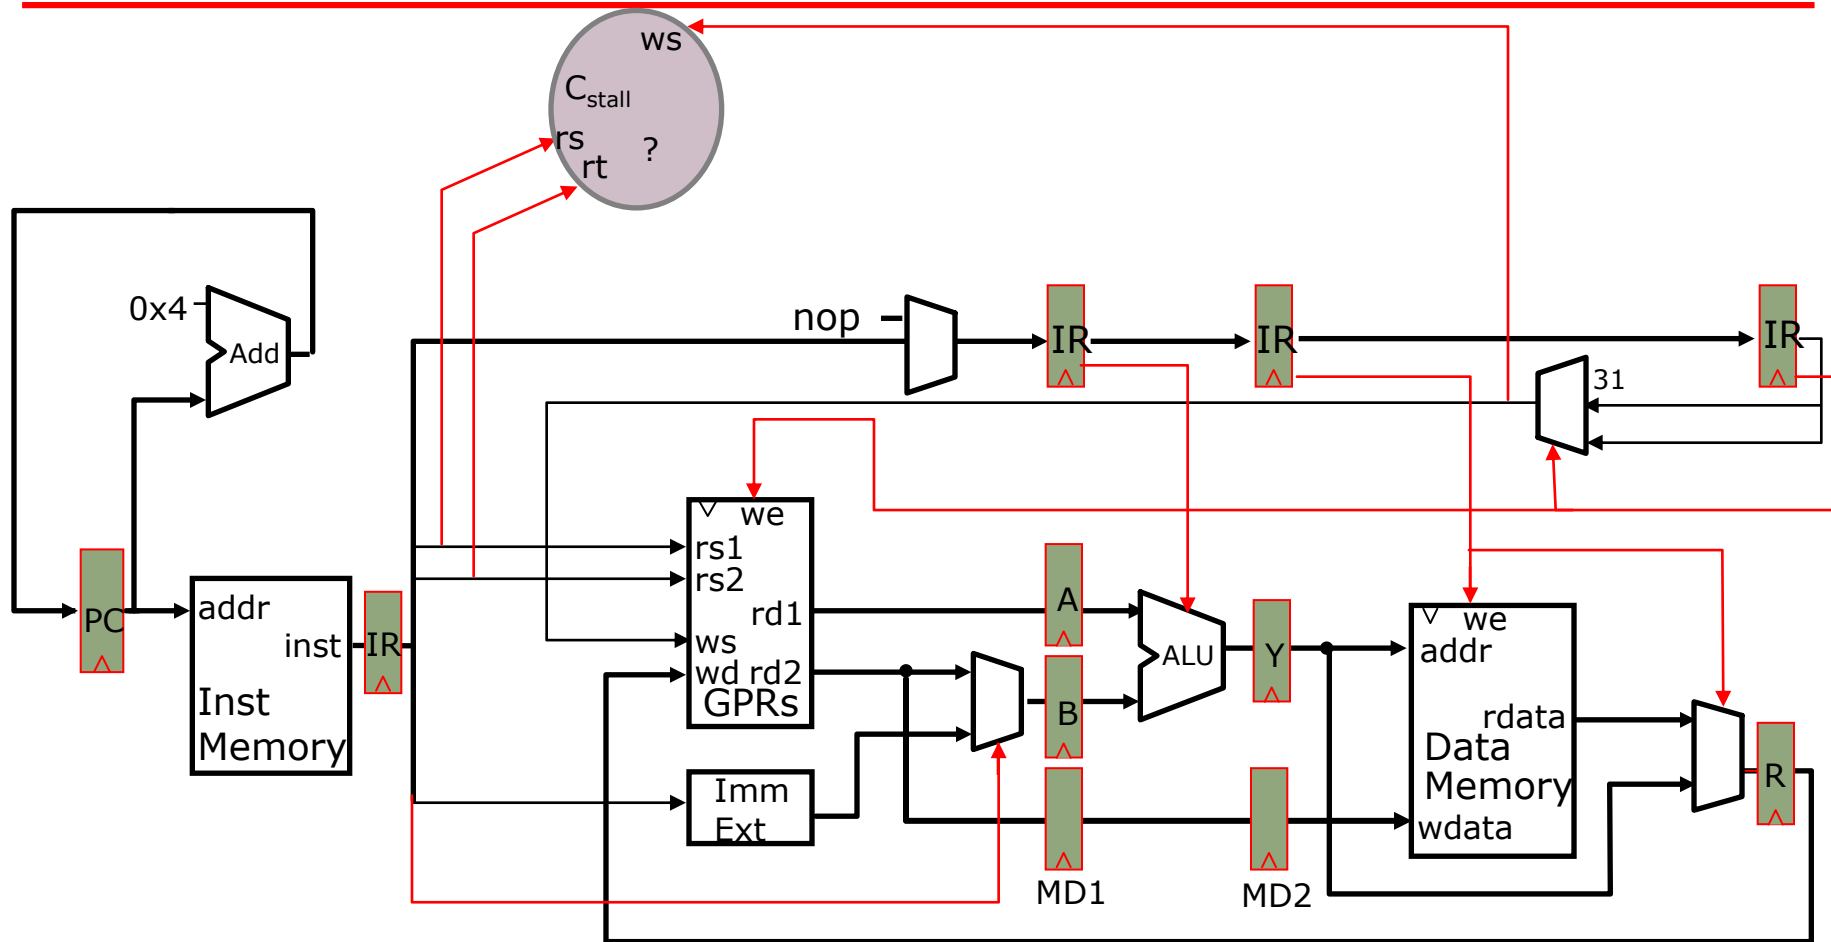 ws
C_stall
rs
rt
?
0x4
Add
nop
IR
IR
IR
31
we
rs1
rs2
rd1
ws
wd rd2
GPRs
PC
addr
inst
Inst
Memory
IR
A
B
ALU
Y
we
addr
rdata
Data
Memory
wdata
R
Imm
Ext
MD1
MD2